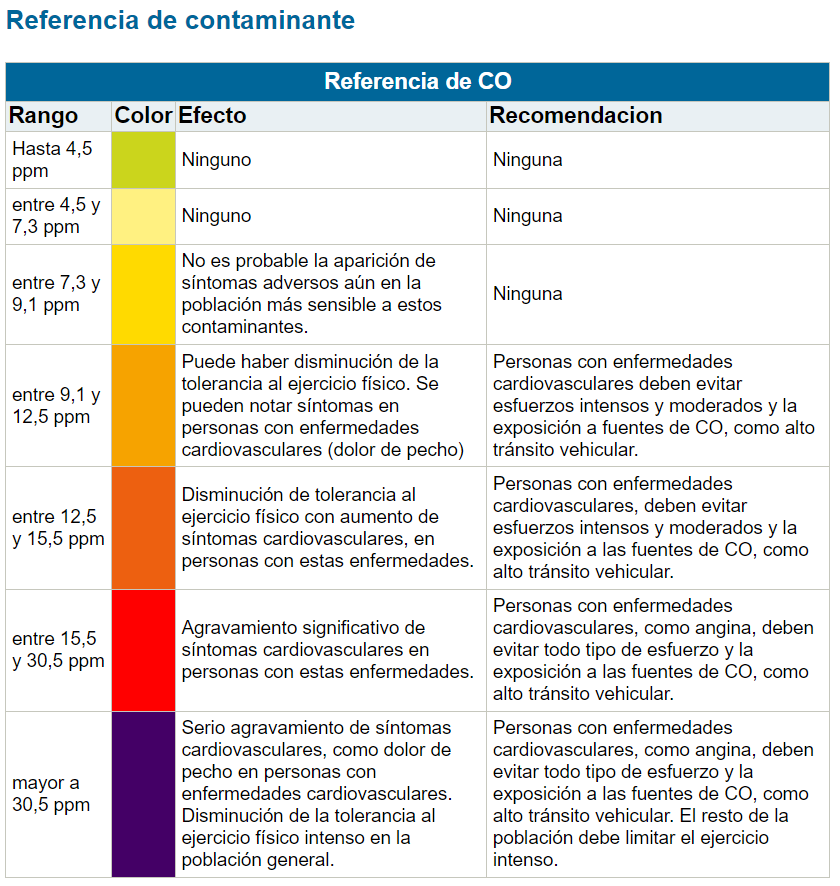 Referencia de contaminante
Referencia de CO
Rango Color Efecto Recomendacion
Hasta 4,5
ppm
Ninguno
Ninguna
entre 4,5 y
7,3 ppm
Ninguno
Ninguna
entre 7,3 y
9,1 ppm
No es probable la aparición de
síntomas adversos aún en la
población más sensible a estos
contaminantes.
Ninguna
entre 9,1 y
12,5 ppm
Puede haber disminución de la
tolerancia al ejercicio físico. Se
pueden notar síntomas en
personas con enfermedades
cardiovasculares (dolor de pecho)
Personas con enfermedades
cardiovasculares deben evitar
esfuerzos intensos y moderados y la
exposición a fuentes de CO, como alto
tránsito vehicular.
entre 12,5
y 15,5 ppm
Disminución de tolerancia al
ejercicio físico con aumento de
síntomas cardiovasculares, en
personas con estas enfermedades.
Personas con enfermedades
cardiovasculares, deben evitar
esfuerzos intensos y moderados y la
exposición a las fuentes de CO, como
alto tránsito vehicular.
entre 15,5
y 30,5 ppm
Agravamiento significativo de
síntomas cardiovasculares en
personas con estas enfermedades.
Personas con enfermedades
cardiovasculares, como angina, deben
evitar todo tipo de esfuerzo y la
exposición a las fuentes de CO, como
alto tránsito vehicular.
mayor a
30,5 ppm
Serio agravamiento de síntomas
cardiovasculares, como dolor de
pecho en personas con
enfermedades cardiovasculares.
Disminución de la tolerancia al
ejercicio físico intenso en la
población general.
Personas con enfermedades
cardiovasculares, como angina, deben
evitar todo tipo de esfuerzo y la
exposición a las fuentes de CO, como
alto tránsito vehicular. El resto de la
población debe limitar el ejercicio
intenso.